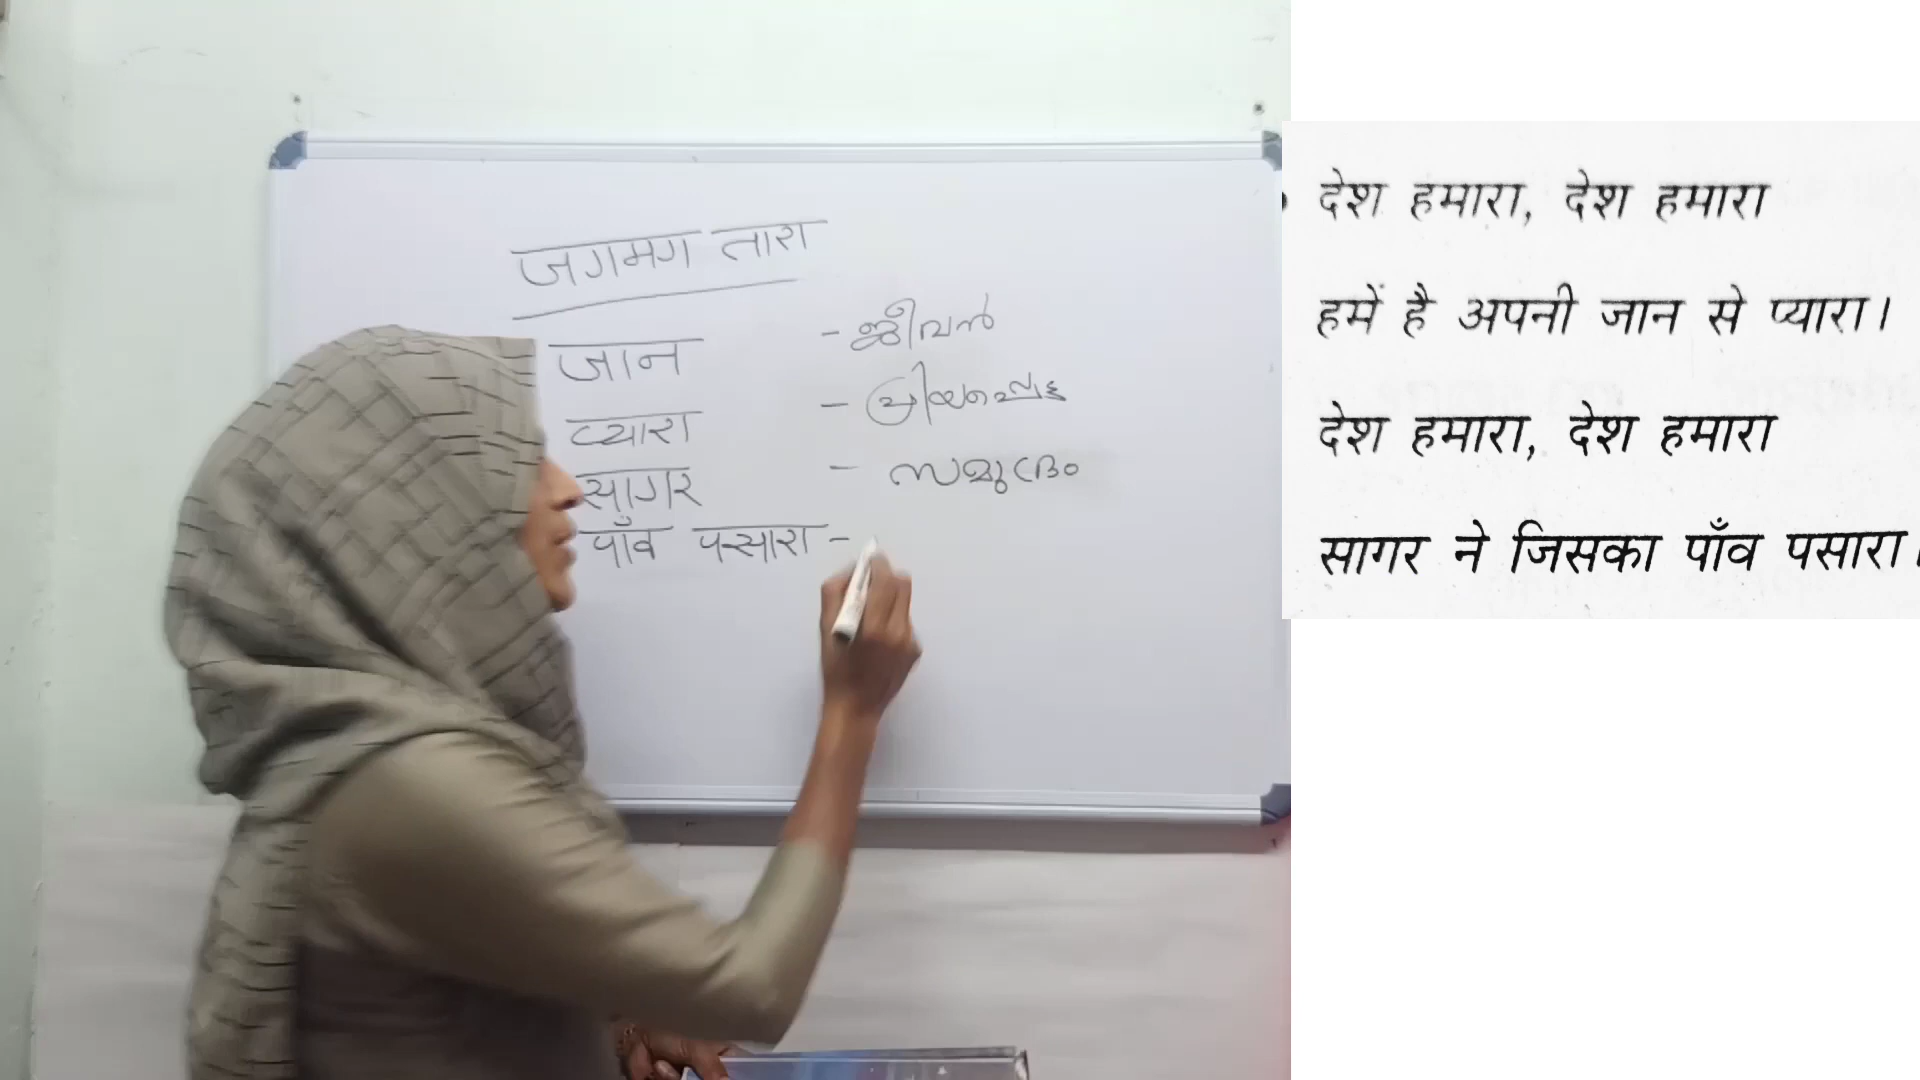 जगमग तारा
जान - ജീവൻ
प्यारा - പ്രിയപ്പെട്ട
सागर - സമുദ്രം
पाँव पसारा -
देश हमारा, देश हमारा
हमें है अपनी जान से प्यारा।
देश हमारा, देश हमारा
सागर ने जिसका पाँव पसारा।